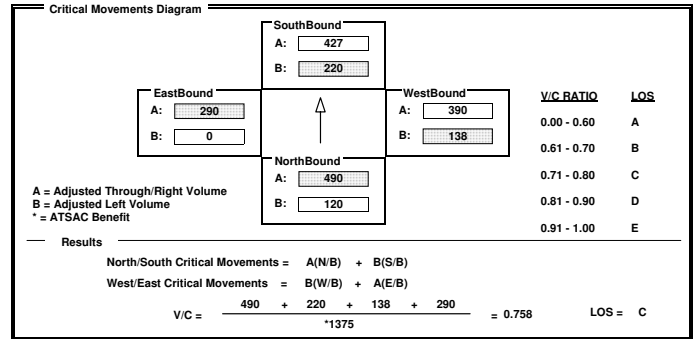 Critical Movements Diagram
SouthBound
A: 427
B: 220
EastBound
A: 290
B: 0
WestBound
A: 390
B: 138
NorthBound
A: 490
B: 120
V/C RATIO LOS
0.00 - 0.60 A
0.61 - 0.70 B
0.71 - 0.80 C
0.81 - 0.90 D
0.91 - 1.00 E
A = Adjusted Through/Right Volume
B = Adjusted Left Volume
* = ATSAC Benefit
Results
North/South Critical Movements = A(N/B) + B(S/B)
West/East Critical Movements = B(W/B) + A(E/B)
V/C = 490 + 220 + 138 + 290 = 0.758 LOS = C
*1375